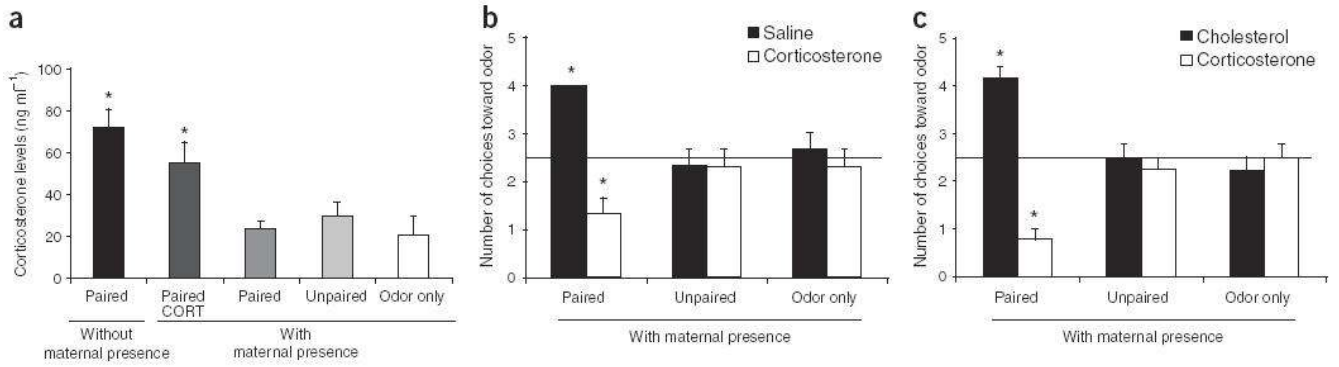 a
Corticosterone levels (ng ml⁻¹)
100
80
60
40
20
0
*
*
Paired
Paired
CORT
Paired
Unpaired
Odor only
Without
maternal presence
With
maternal presence
b
Number of choices toward odor
5
4
3
2
1
0
Saline
Corticosterone
*
*
Paired
Unpaired
Odor only
With maternal presence
c
Number of choices toward odor
5
4
3
2
1
0
Cholesterol
Corticosterone
*
*
Paired
Unpaired
Odor only
With maternal presence